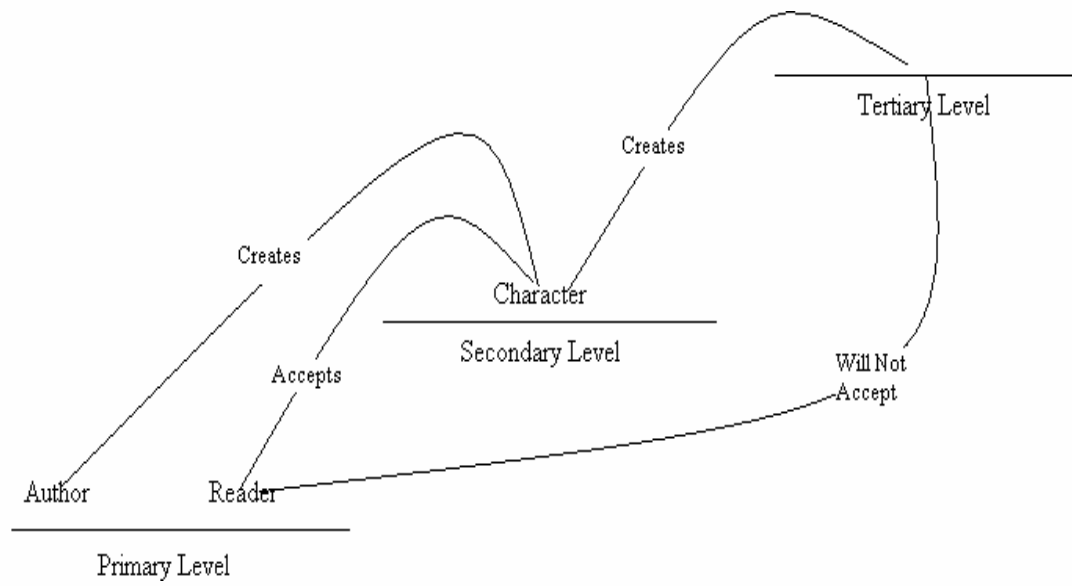 Tertiary Level
Creates
Creates
Character
Secondary Level
Accepts
Will Not
Accept
Author
Reader
Primary Level